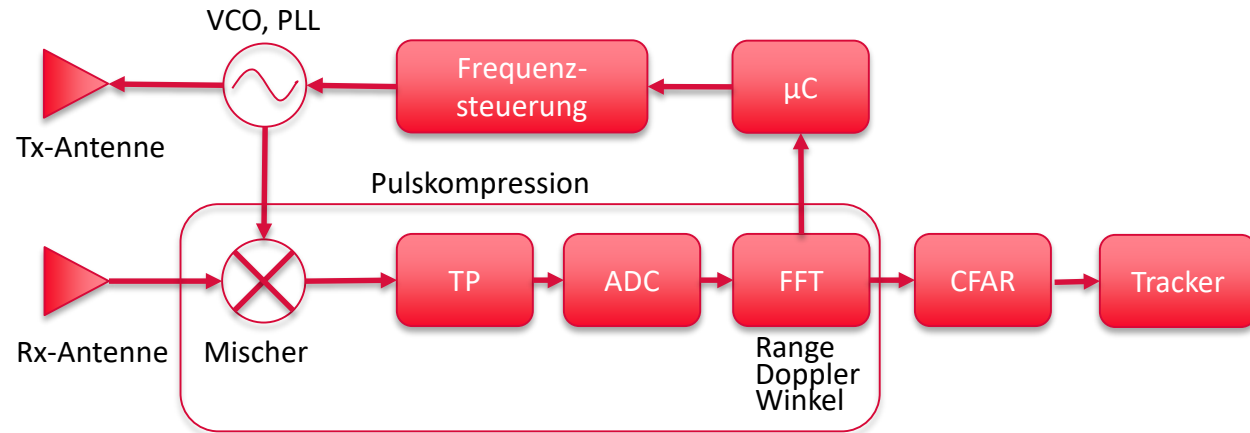 VCO, PLL
Frequenz-
steuerung
µC
Tx-Antenne
Pulskompression
TP
ADC
FFT
CFAR
Tracker
Rx-Antenne
Mischer
Range
Doppler
Winkel